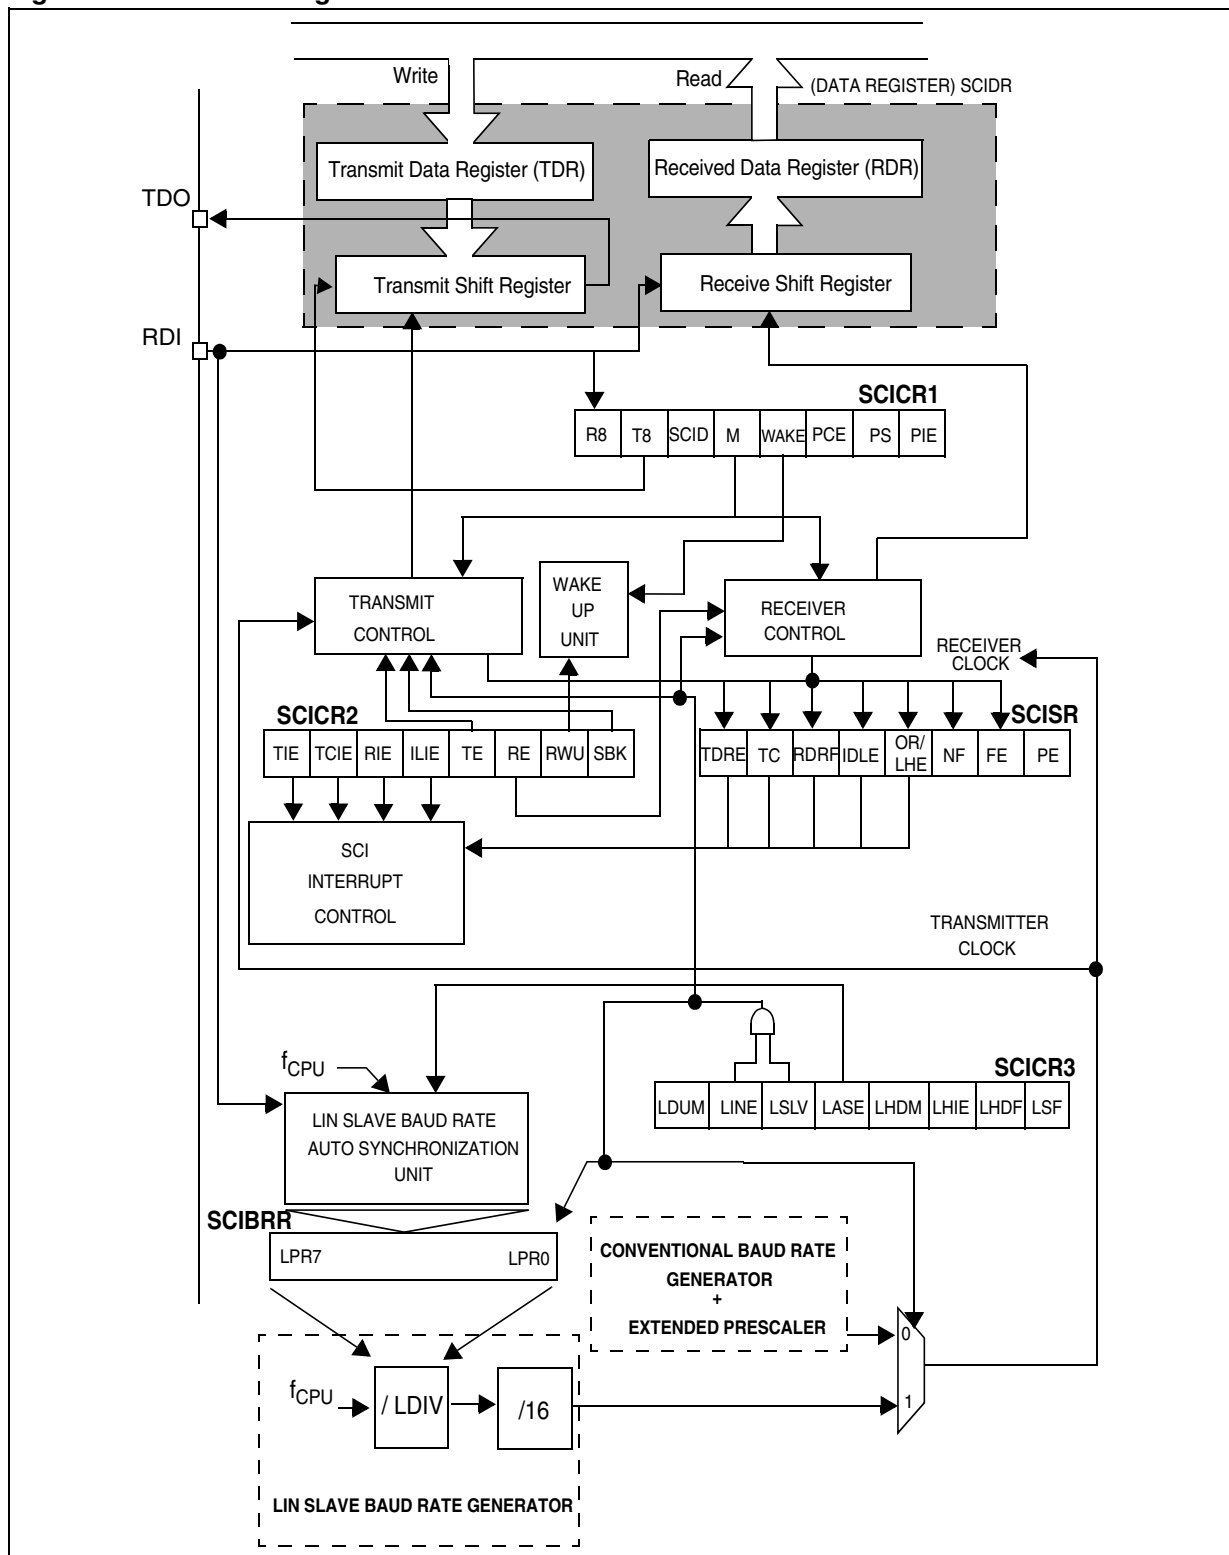 Write
Read
(DATA REGISTER) SCIDR
Transmit Data Register (TDR)
Received Data Register (RDR)
TDO
Transmit Shift Register
Receive Shift Register
RDI
SCICR1
R8 T8 SCID M WAKE PCE PS PIE
TRANSMIT
CONTROL
WAKE
UP
UNIT
RECEIVER
CONTROL
RECEIVER
CLOCK
SCICR2
TIE TCIE RIE ILIE TE RE RWU SBK
SCISR
TDRE TC RDRF IDLE OR/
LHE NF FE PE
SCI
INTERRUPT
CONTROL
TRANSMITTER
CLOCK
fCPU
SCICR3
LDUM LINE LSLV LASE LHDM LHIE LHDF LSF
LIN SLAVE BAUD RATE
AUTO SYNCHRONIZATION
UNIT
SCIBRR
LPR7 LPR0
CONVENTIONAL BAUD RATE
GENERATOR
+
EXTENDED PRESCALER
0
1
fCPU
/ LDIV
/16
LIN SLAVE BAUD RATE GENERATOR